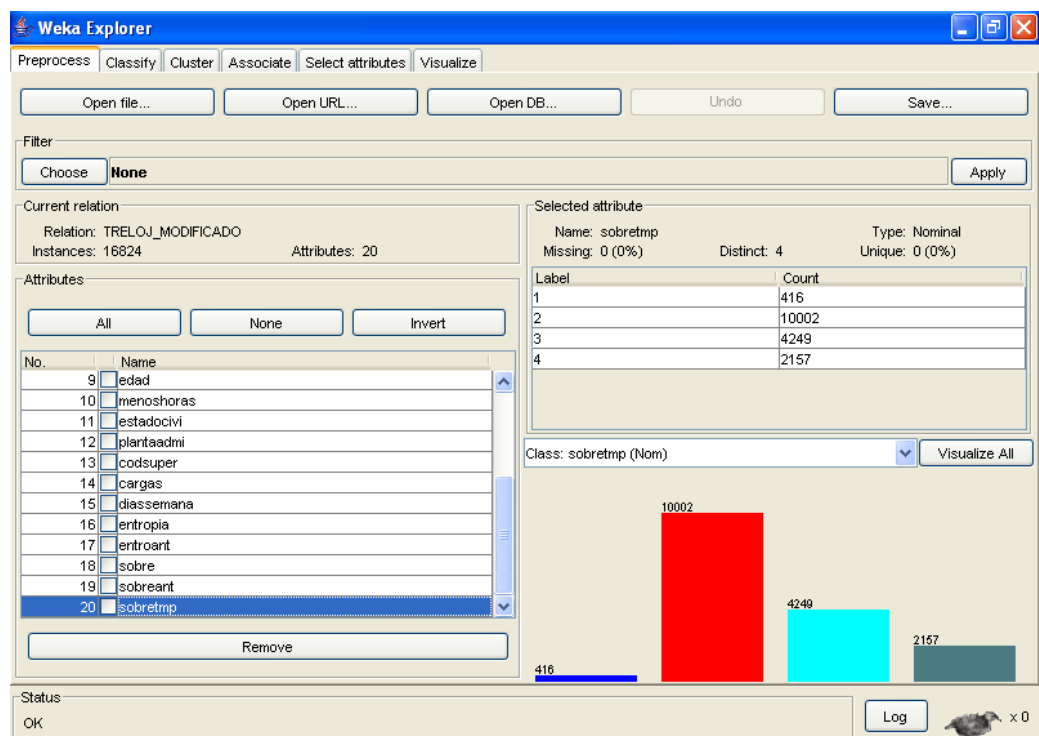 Weka Explorer
Preprocess Classify Cluster Associate Select attributes Visualize
Open file... Open URL... Open DB... Undo Save...
Filter
Choose None Apply
Current relation
Relation: TRELOJ_MODIFICADO
Instances: 16824 Attributes: 20
Attributes
All None Invert
No. Name
9 edad
10 menoshoras
11 estadocivi
12 plantaadmi
13 codsuper
14 cargas
15 diassemana
16 entropia
17 entroant
18 sobre
19 sobreant
20 sobretmp
Remove
Selected attribute
Name: sobretmp Type: Nominal
Missing: 0 (0%) Distinct: 4 Unique: 0 (0%)
Label Count
1 416
2 10002
3 4249
4 2157
Class: sobretmp (Nom) Visualize All
10002
4249
2157
416
Status
OK
Log x 0